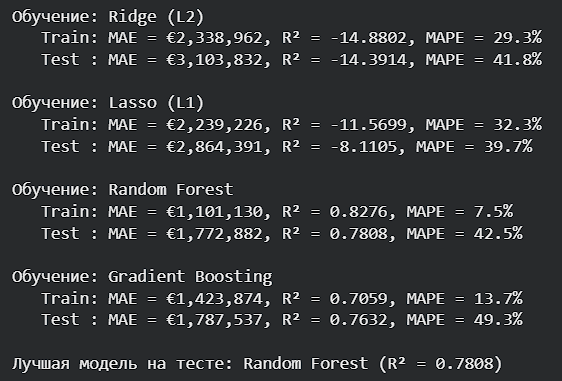 Обучение: Ridge (L2)
Train: MAE = €2,338,962, R² = -14.8802, MAPE = 29.3%
Test : MAE = €3,103,832, R² = -14.3914, MAPE = 41.8%
Обучение: Lasso (L1)
Train: MAE = €2,239,226, R² = -11.5699, MAPE = 32.3%
Test : MAE = €2,864,391, R² = -8.1105, MAPE = 39.7%
Обучение: Random Forest
Train: MAE = €1,101,130, R² = 0.8276, MAPE = 7.5%
Test : MAE = €1,772,882, R² = 0.7808, MAPE = 42.5%
Обучение: Gradient Boosting
Train: MAE = €1,423,874, R² = 0.7059, MAPE = 13.7%
Test : MAE = €1,787,537, R² = 0.7632, MAPE = 49.3%
Лучшая модель на тесте: Random Forest (R² = 0.7808)